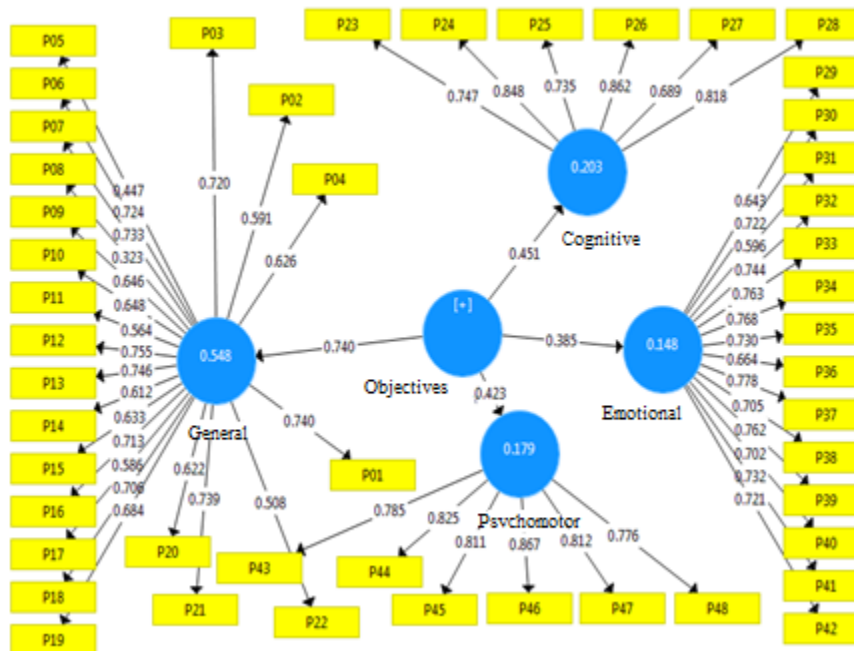 P23
P24
P25
P26
P27
P28
P03
P05
P06
P07
P08
P09
P10
P11
P12
P13
P14
P15
P16
P17
P18
P19
P02
P04
P29
P30
P31
P32
P33
P34
P35
P36
P37
P38
P39
P40
P41
P42
0.747
0.848
0.735
0.862
0.689
0.818
0.203
Cognitive
0.451
0.720
0.591
0.626
0.447
0.724
0.733
0.323
0.646
0.648
0.564
0.755
0.746
0.612
0.633
0.713
0.586
0.706
0.684
0.548
General
0.740
[+]
Objectives
0.385
0.423
0.643
0.722
0.596
0.744
0.763
0.768
0.730
0.664
0.778
0.705
0.762
0.702
0.732
0.721
0.148
Emotional
0.179
Psychomotor
0.740
P01
0.622
0.739
0.508
P20
P21
P22
0.785
0.825
0.811
0.867
0.812
0.776
P43
P44
P45
P46
P47
P48